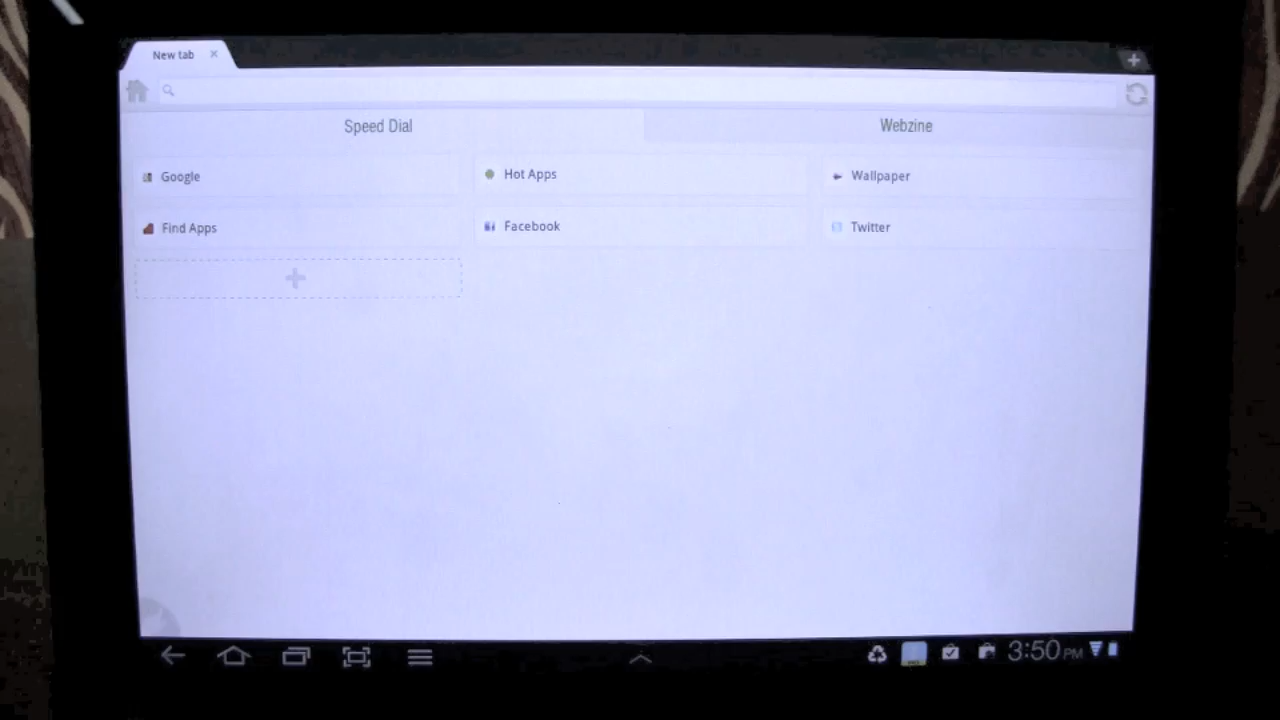 New tab
Speed Dial
Webzine
Google
Hot Apps
Wallpaper
Find Apps
Facebook
Twitter
3:50 PM